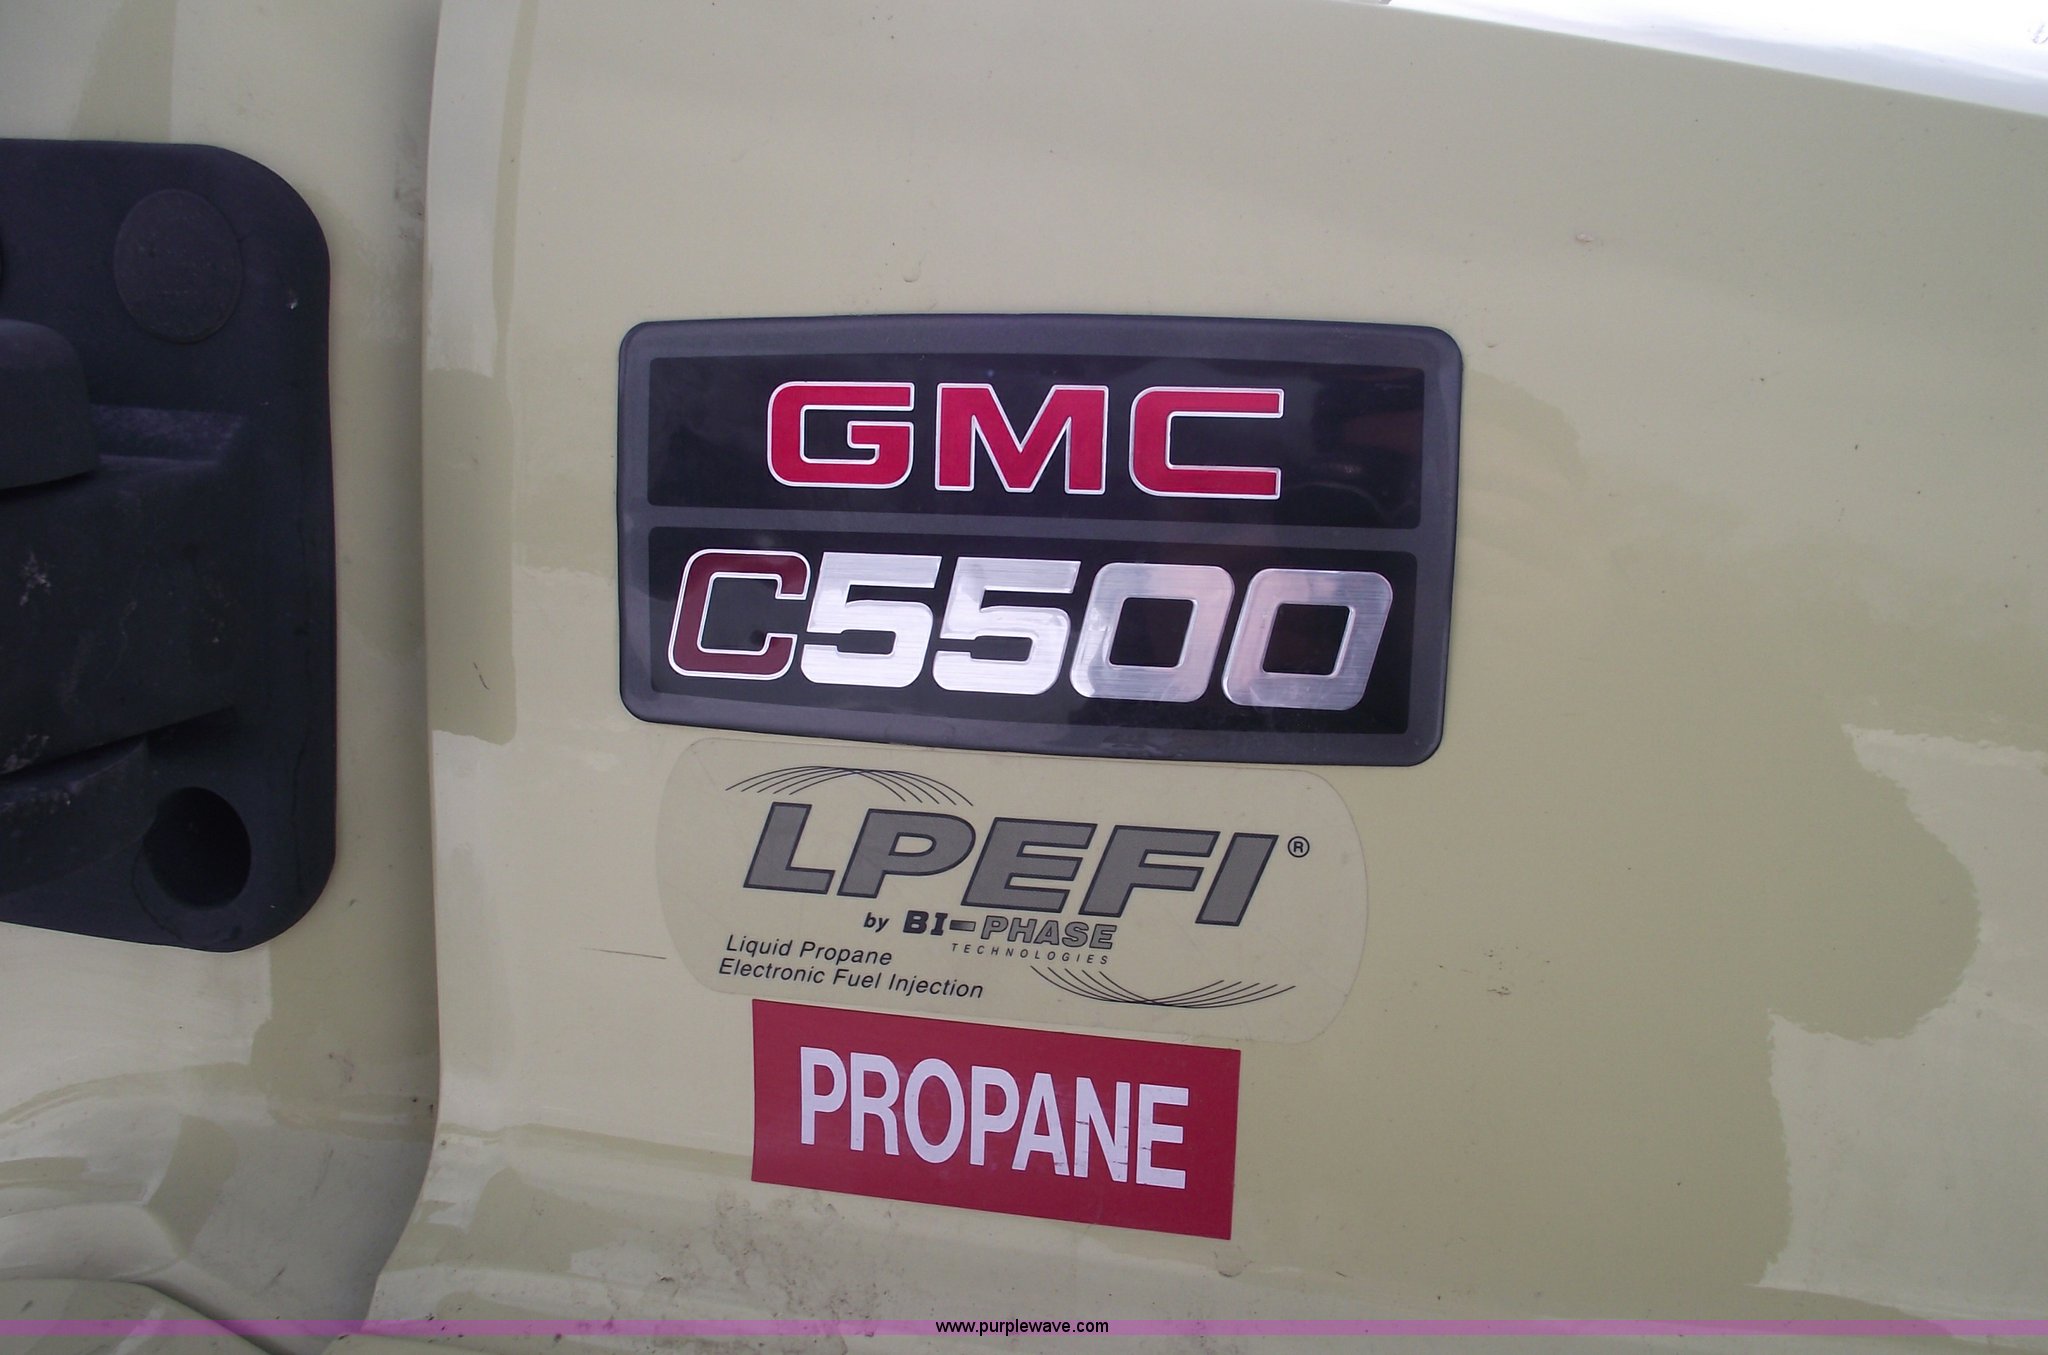 GMC
C5500
LPEFI®
by BI-PHASE
TECHNOLOGIES
Liquid Propane
Electronic Fuel Injection
PROPANE
www.purplewave.com